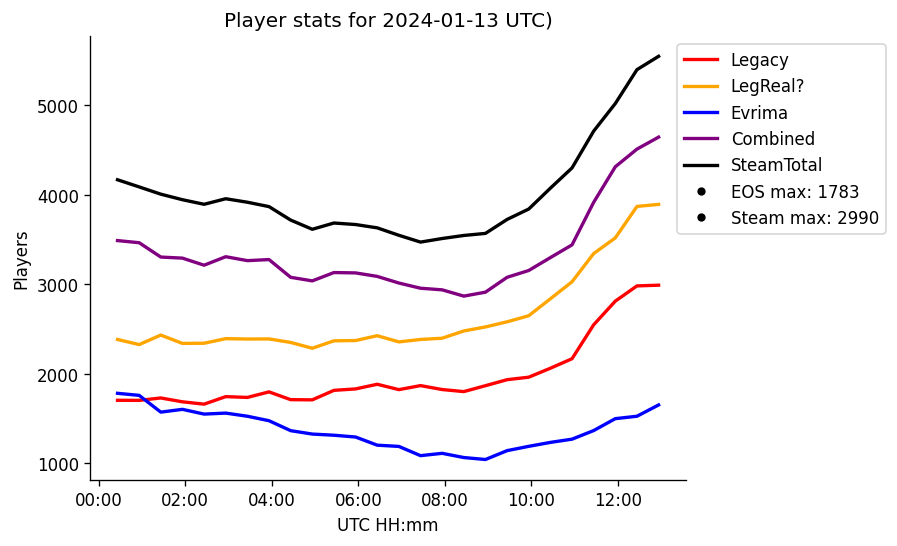 Player stats for 2024-01-13 UTC)
Legacy
LegReal?
Evrima
Combined
SteamTotal
EOS max: 1783
Steam max: 2990
Players
5000
4000
3000
2000
1000
00:00 02:00 04:00 06:00 08:00 10:00 12:00
UTC HH:mm